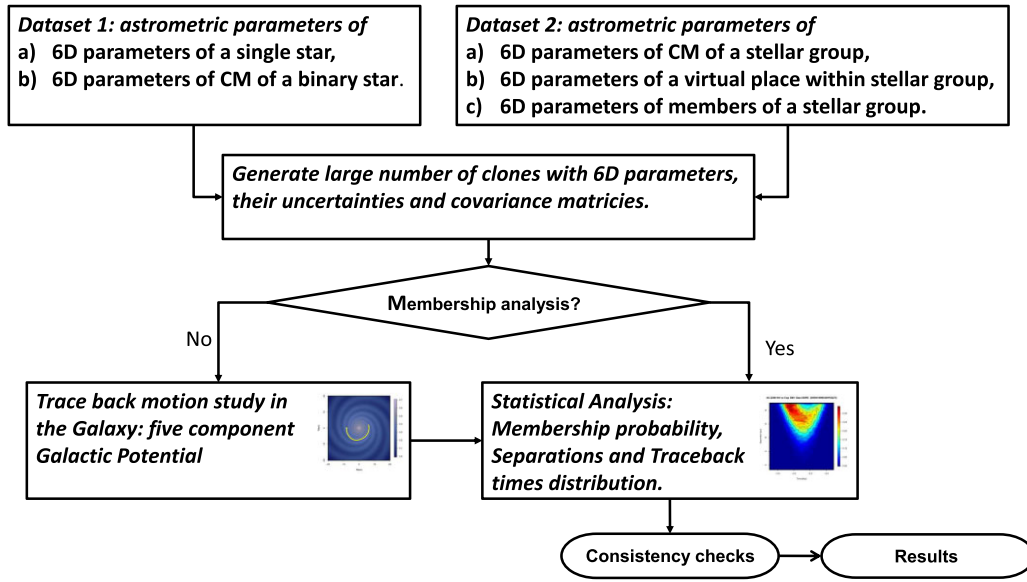 Dataset 1: astrometric parameters of
a) 6D parameters of a single star,
b) 6D parameters of CM of a binary star.
Dataset 2: astrometric parameters of
a) 6D parameters of CM of a stellar group,
b) 6D parameters of a virtual place within stellar group,
c) 6D parameters of members of a stellar group.
Generate large number of clones with 6D parameters,
their uncertainties and covariance matricies.
Membership analysis?
No
Yes
Trace back motion study in
the Galaxy: five component
Galactic Potential
Statistical Analysis:
Membership probability,
Separations and Traceback
times distribution.
Consistency checks
Results